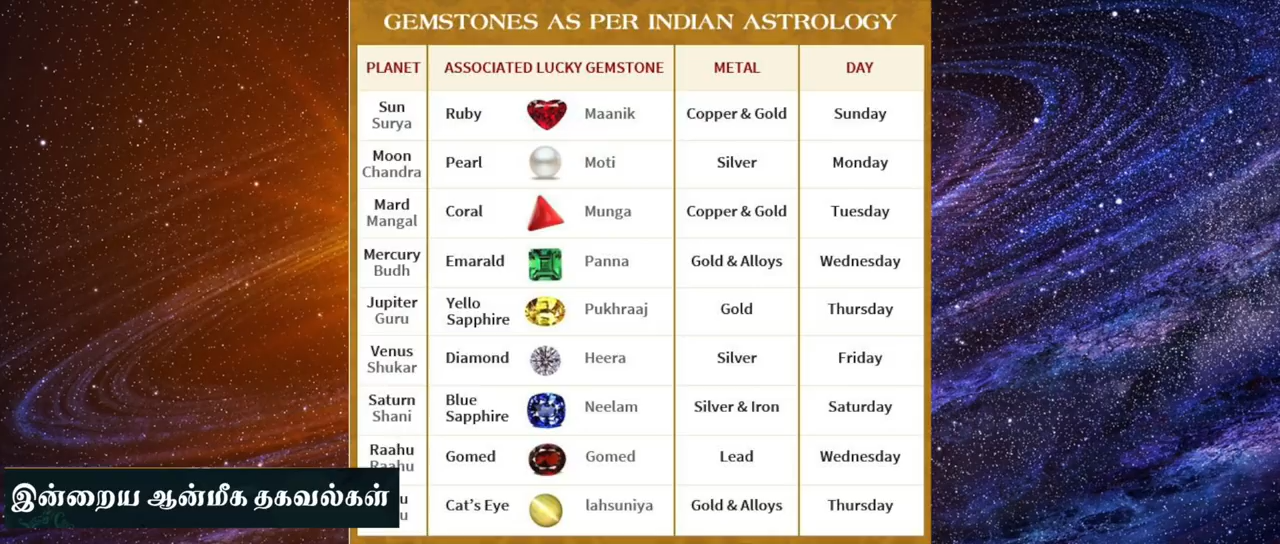 GEMSTONES AS PER INDIAN ASTROLOGY
PLANET ASSOCIATED LUCKY GEMSTONE METAL DAY
Sun
Surya
Ruby Maanik Copper & Gold Sunday
Moon
Chandra
Pearl Moti Silver Monday
Mard
Mangal
Coral Munga Copper & Gold Tuesday
Mercury
Budh
Emarald Panna Gold & Alloys Wednesday
Jupiter
Guru
Yello
Sapphire
Pukhraaj Gold Thursday
Venus
Shukar
Diamond Heera Silver Friday
Saturn
Shani
Blue
Sapphire
Neelam Silver & Iron Saturday
Raahu
Raahu
Gomed Gomed Lead Wednesday
Cat's Eye lahsuniya Gold & Alloys Thursday
இன்றைய ஆன்மீக தகவல்கள்